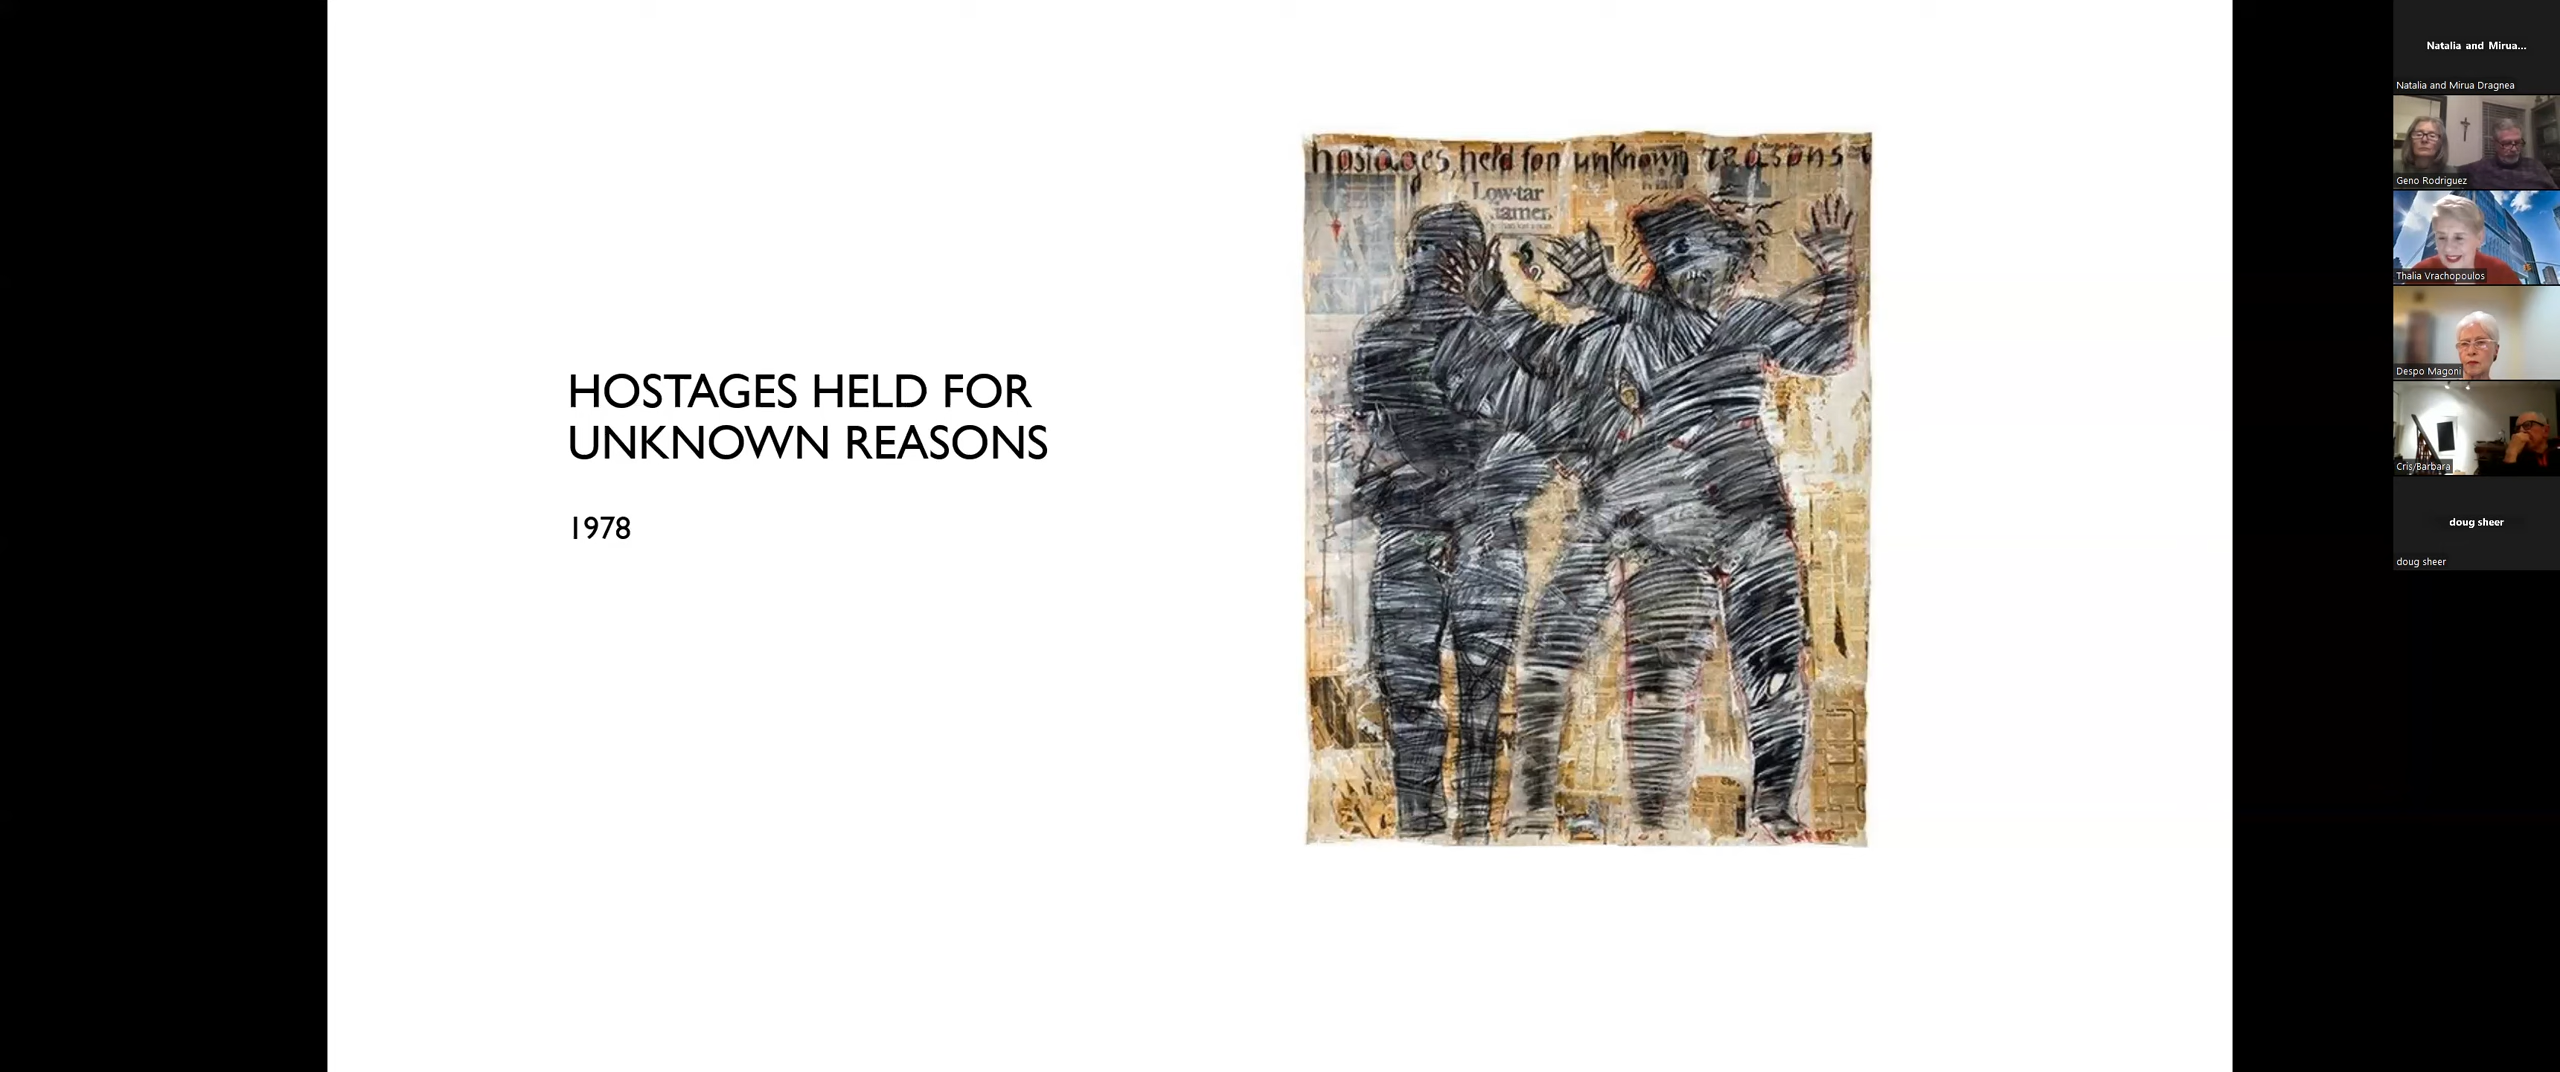 HOSTAGES HELD FOR
UNKNOWN REASONS
1978
hostages, held for unknown reasons
Low-tar
Natalia and Mirua...
Natalia and Mirua Dragnea
Geno Rodriguez
Thalia Vrachopoulos
Despo Magoni
Cris/Barbara
doug sheer
doug sheer